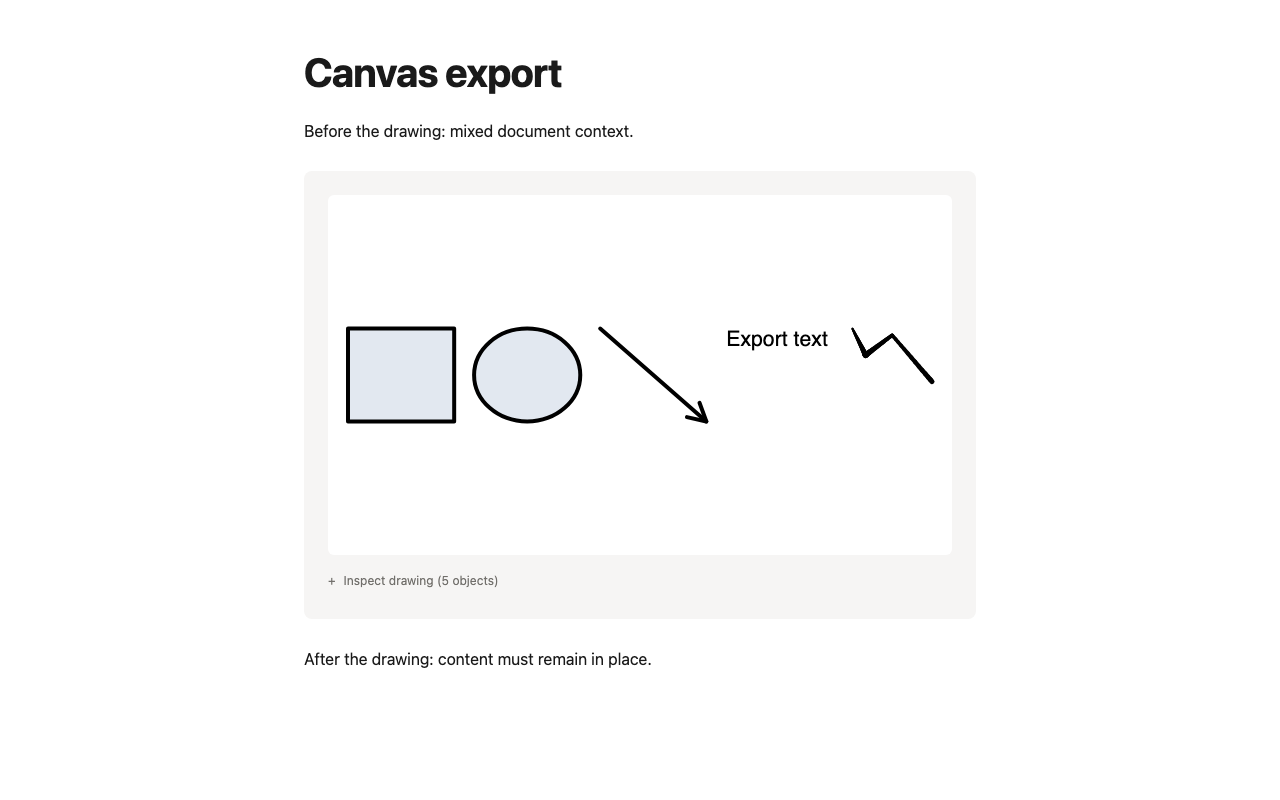 Canvas export
Before the drawing: mixed document context.
Export text
+ Inspect drawing (5 objects)
After the drawing: content must remain in place.